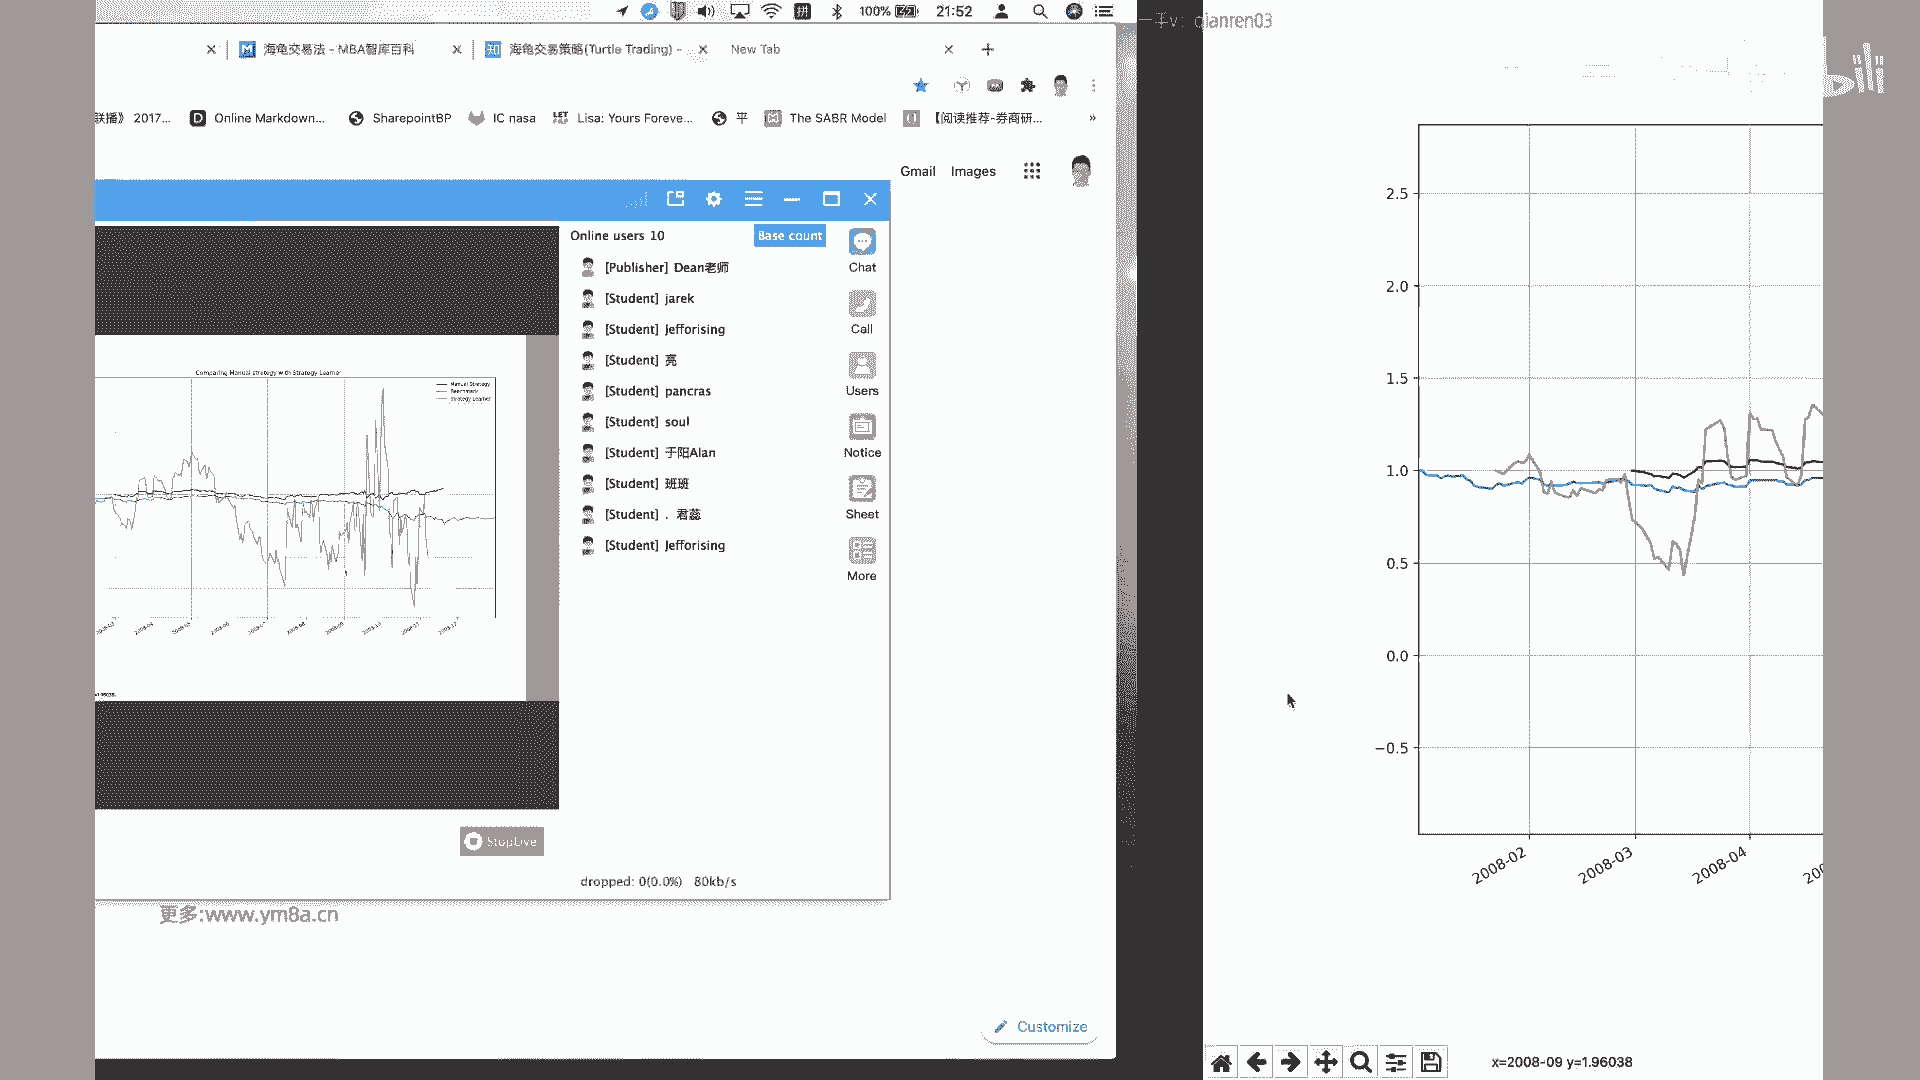 100% 21:52
一手v: qianren03
bili
海龟交易法 - MBA智库百科
海龟交易策略(Turtle Trading) -
New Tab
联播》 2017...
Online Markdown...
SharepointBP
IC nasa
Lisa: Yours Foreve...
平
The SABR Model
【阅读推荐-券商研...
»
Gmail Images
Online users 10
Base count
[Publisher] Dean老师
[Student] jarek
[Student] Jefforising
[Student] 亮
[Student] pancras
[Student] soul
[Student] 于阳Alan
[Student] 班班
[Student] . 君蕊
[Student] Jefforising
Chat
Call
Users
Notice
Sheet
More
Comparing Manual strategy with Strategy Learner
Manual Strategy
Benchmark
Strategy Learner
StopLive
dropped: 0(0.0%) 80kb/s
更多:www.ym8a.cn
Customize
2.5
2.0
1.5
1.0
0.5
0.0
−0.5
2008-02
2008-03
2008-04
x=2008-09 y=1.96038